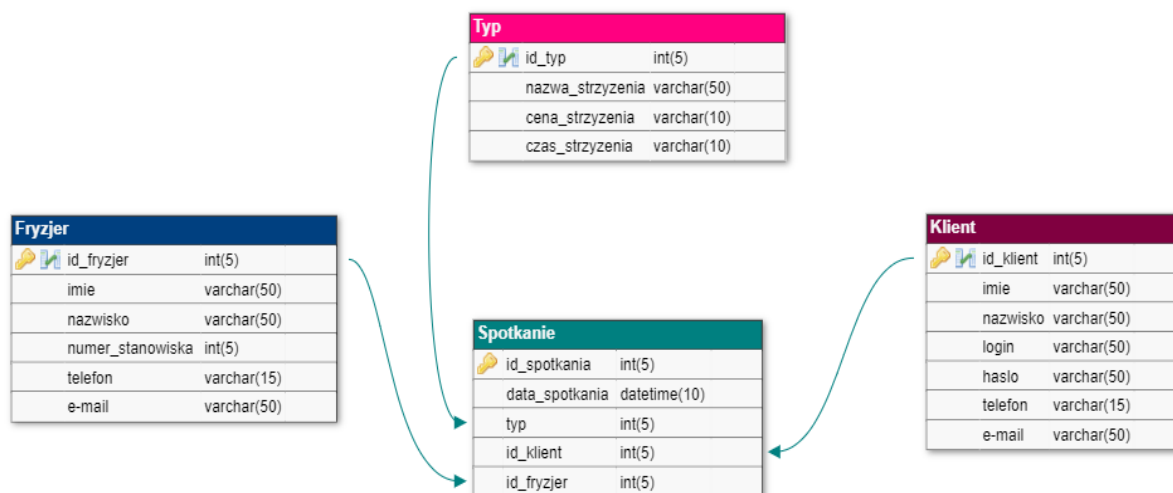 Typ
id_typ int(5)
nazwa_strzyzenia varchar(50)
cena_strzyzenia varchar(10)
czas_strzyzenia varchar(10)
Fryzjer
id_fryzjer int(5)
imie varchar(50)
nazwisko varchar(50)
numer_stanowiska int(5)
telefon varchar(15)
e-mail varchar(50)
Spotkanie
id_spotkania int(5)
data_spotkania datetime(10)
typ int(5)
id_klient int(5)
id_fryzjer int(5)
Klient
id_klient int(5)
imie varchar(50)
nazwisko varchar(50)
login varchar(50)
haslo varchar(50)
telefon varchar(15)
e-mail varchar(50)